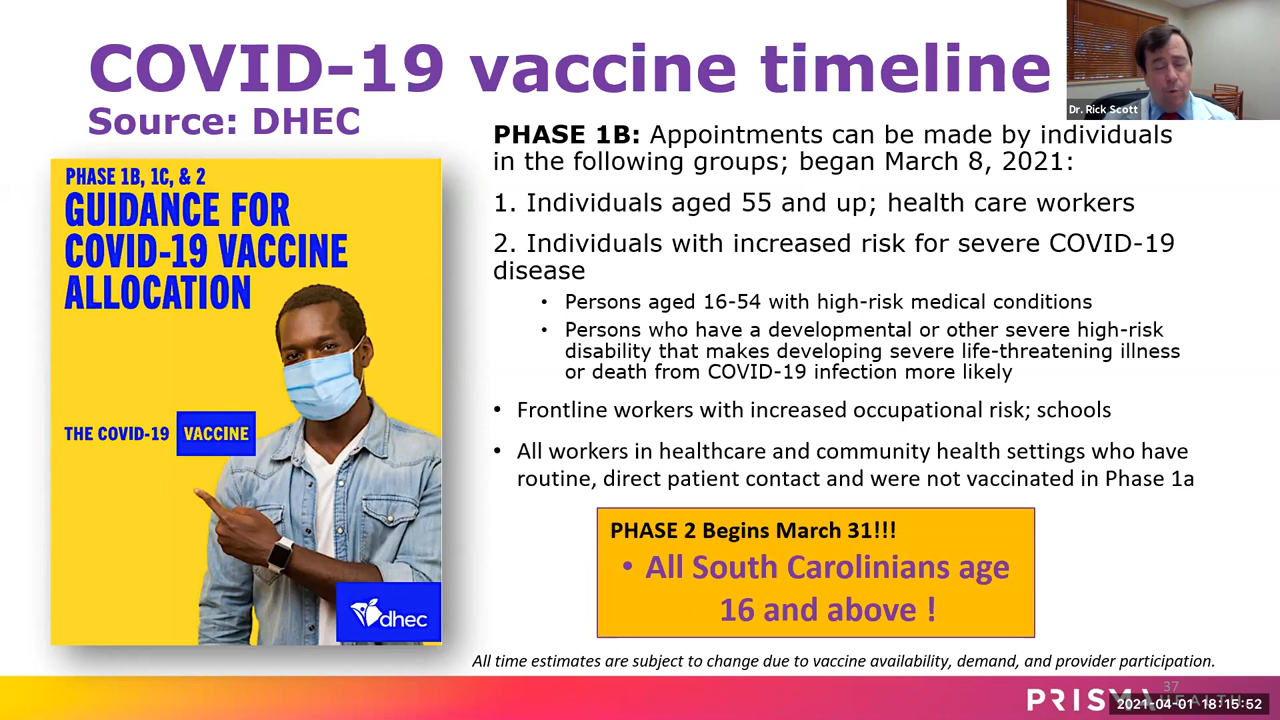 COVID-19 vaccine timeline
Source: DHEC
Dr. Rick Scott
PHASE 1B, 1C, & 2
GUIDANCE FOR
COVID-19 VACCINE
ALLOCATION
THE COVID-19 VACCINE
dhec
PHASE 1B: Appointments can be made by individuals
in the following groups; began March 8, 2021:
1. Individuals aged 55 and up; health care workers
2. Individuals with increased risk for severe COVID-19
disease
• Persons aged 16-54 with high-risk medical conditions
• Persons who have a developmental or other severe high-risk
disability that makes developing severe life-threatening illness
or death from COVID-19 infection more likely
• Frontline workers with increased occupational risk; schools
• All workers in healthcare and community health settings who have
routine, direct patient contact and were not vaccinated in Phase 1a
PHASE 2 Begins March 31!!!
• All South Carolinians age
16 and above !
All time estimates are subject to change due to vaccine availability, demand, and provider participation.
37
PRISMA HEALTH
2021-04-01 18:15:52